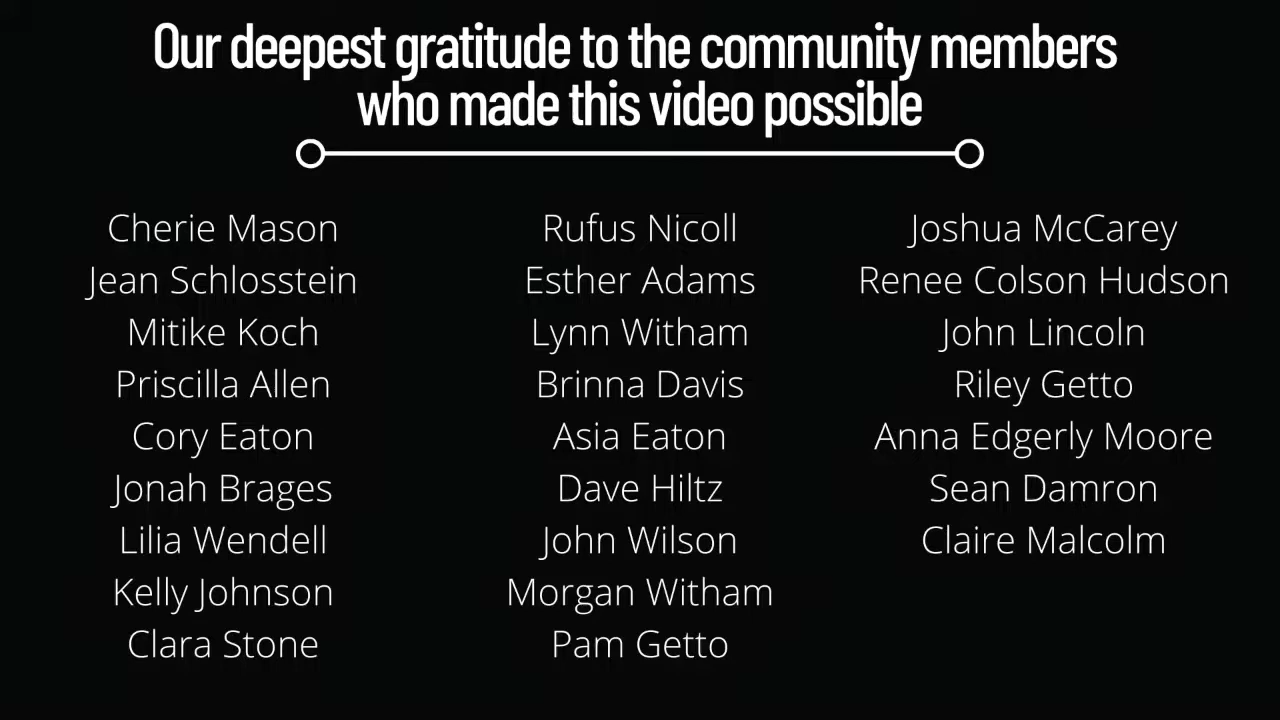 Our deepest gratitude to the community members
who made this video possible
Cherie Mason
Jean Schlosstein
Mitike Koch
Priscilla Allen
Cory Eaton
Jonah Brages
Lilia Wendell
Kelly Johnson
Clara Stone
Rufus Nicoll
Esther Adams
Lynn Witham
Brinna Davis
Asia Eaton
Dave Hiltz
John Wilson
Morgan Witham
Pam Getto
Joshua McCarey
Renee Colson Hudson
John Lincoln
Riley Getto
Anna Edgerly Moore
Sean Damron
Claire Malcolm